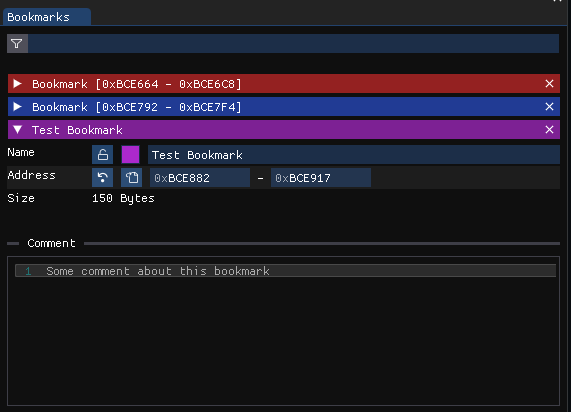 Bookmarks
Bookmark [0xBCE664 - 0xBCE6C8]
Bookmark [0xBCE792 - 0xBCE7F4]
Test Bookmark
Name Test Bookmark
Address 0xBCE882 - 0xBCE917
Size 150 Bytes
Comment
1 Some comment about this bookmark